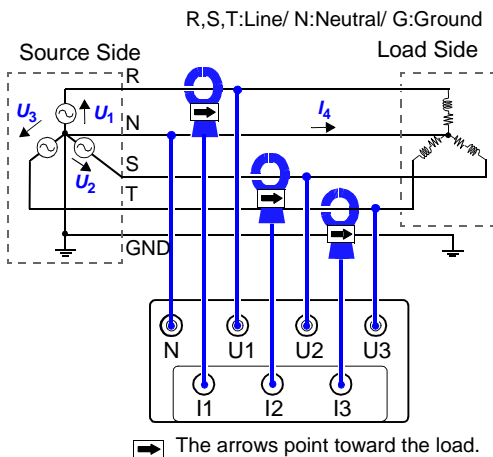 R,S,T:Line/ N:Neutral/ G:Ground
Source Side
Load Side
R
U3
U1
N
I4
U2
S
T
GND
N
U1
U2
U3
I1
I2
I3
The arrows point toward the load.